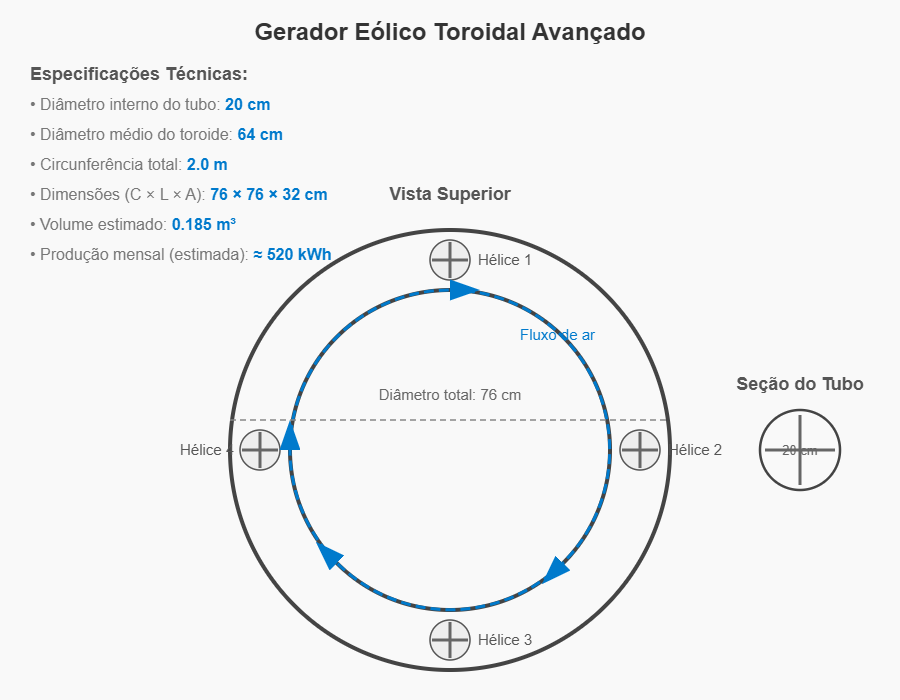 Gerador Eólico Toroidal Avançado
Especificações Técnicas:
• Diâmetro interno do tubo: 20 cm
• Diâmetro médio do toroide: 64 cm
• Circunferência total: 2.0 m
• Dimensões (C × L × A): 76 × 76 × 32 cm
• Volume estimado: 0.185 m³
• Produção mensal (estimada): ≈ 520 kWh
Vista Superior
Hélice 1
Fluxo de ar
Diâmetro total: 76 cm
Seção do Tubo
Hélice 4
Hélice 2
20 cm
Hélice 3